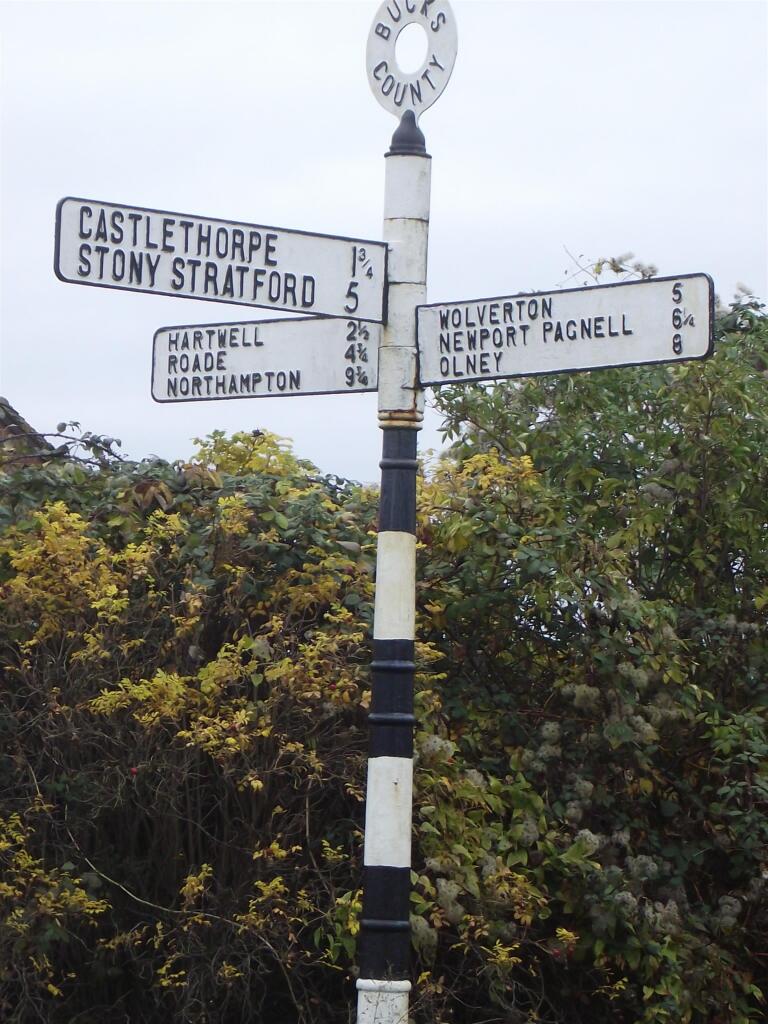 BUCKS
COUNTY
CASTLETHORPE 1¾
STONY STRATFORD 5
HARTWELL 2½
ROADE 4¾
NORTHAMPTON 9¾
WOLVERTON 5
NEWPORT PAGNELL 6¼
OLNEY 8